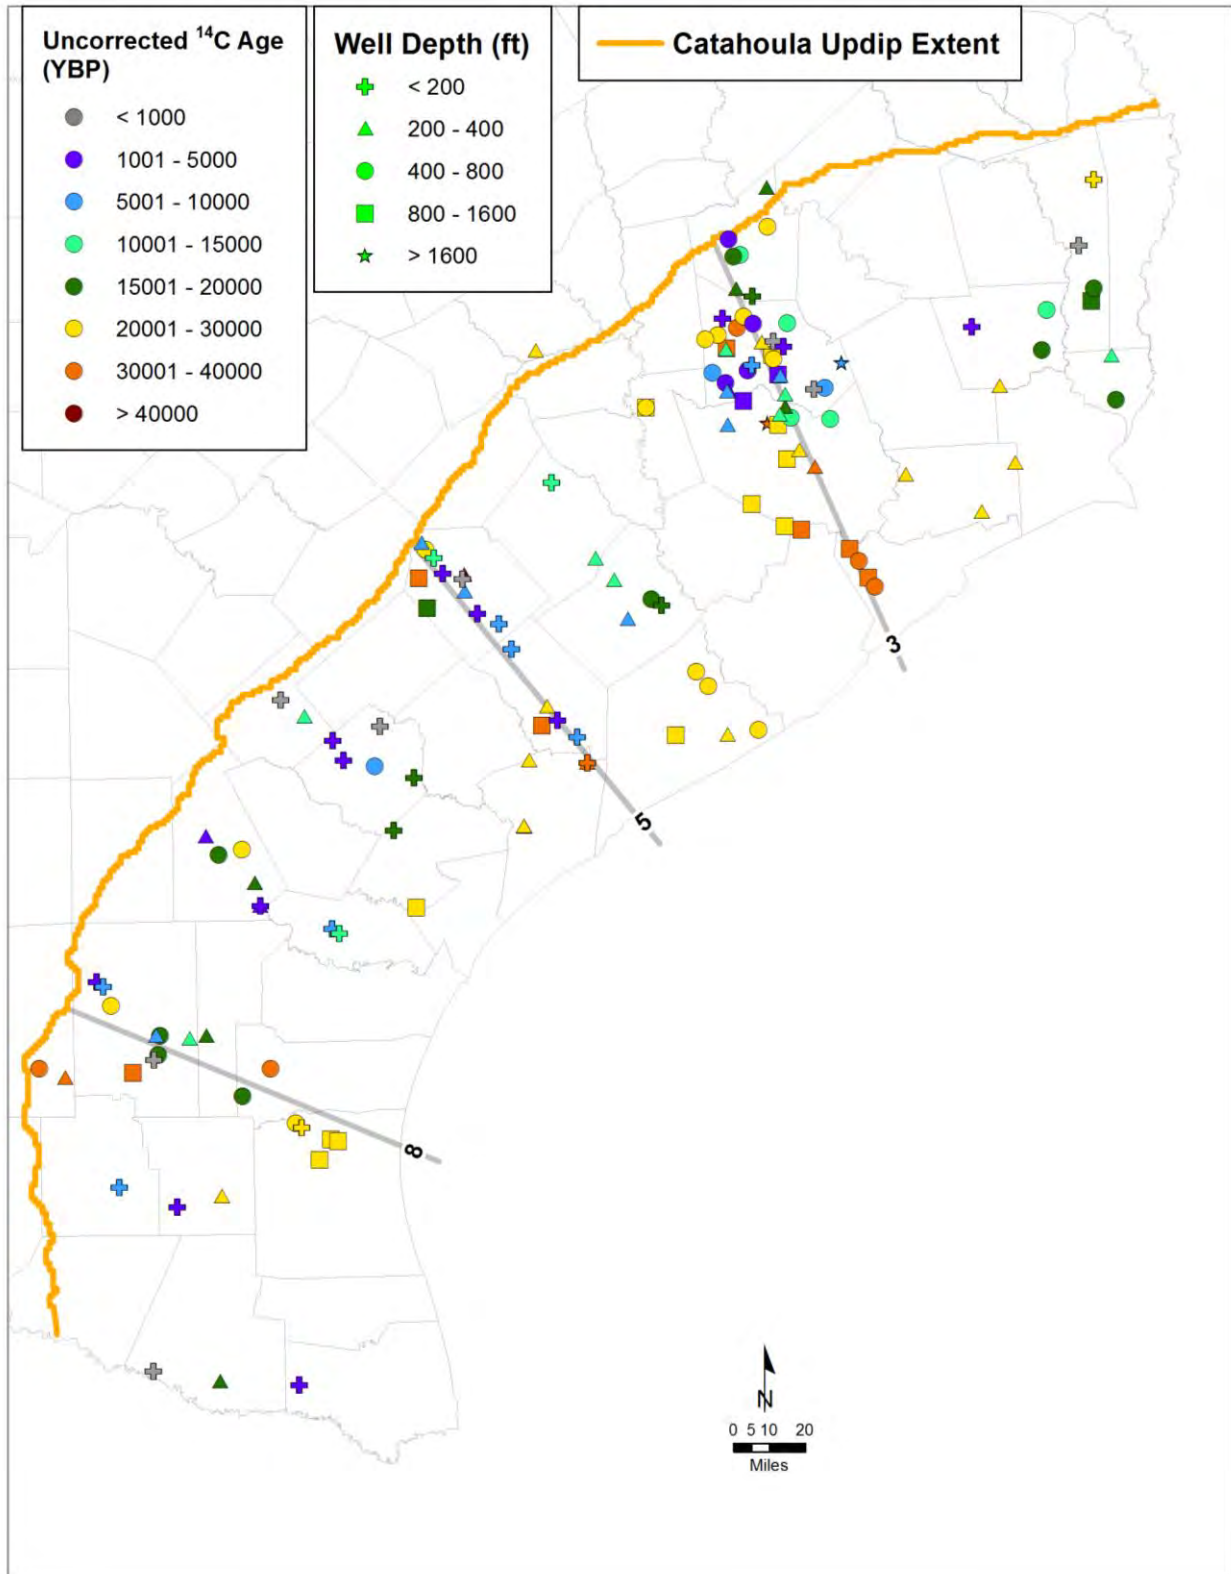 Uncorrected ¹⁴C Age
(YBP)
< 1000
1001 - 5000
5001 - 10000
10001 - 15000
15001 - 20000
20001 - 30000
30001 - 40000
> 40000
Well Depth (ft)
< 200
200 - 400
400 - 800
800 - 1600
> 1600
Catahoula Updip Extent
3
5
8
N
0 5 10 20
Miles